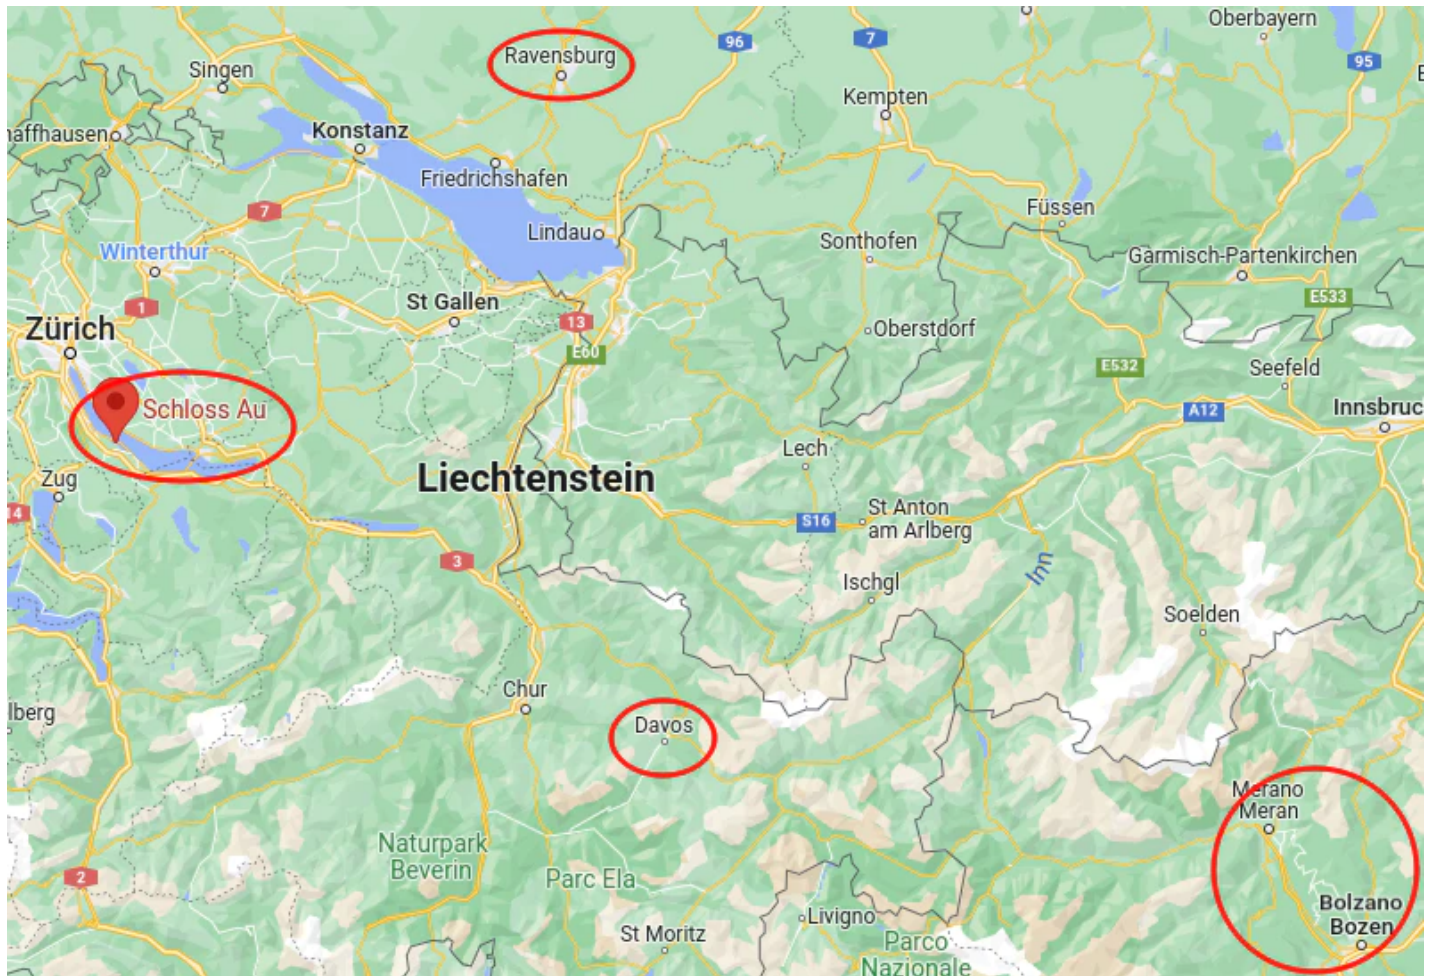 Oberbayern
96
7
Ravensburg
95
Singen
Kempten
Konstanz
Friedrichshafen
7
Füssen
Lindau
Sonthofen
Winterthur
Garmisch-Partenkirchen
St Gallen
E533
1
13
Oberstdorf
Zürich
E60
E532
Seefeld
Schloss Au
A12
Innsbruc
Lech
Zug
Liechtenstein
14
S16
St Anton
am Arlberg
3
Inn
Ischgl
Soelden
Chur
lberg
Davos
Merano
Meran
Naturpark
Beverin
2
Parc Ela
Livigno
Bolzano
Bozen
St Moritz
Parco
Nazionale